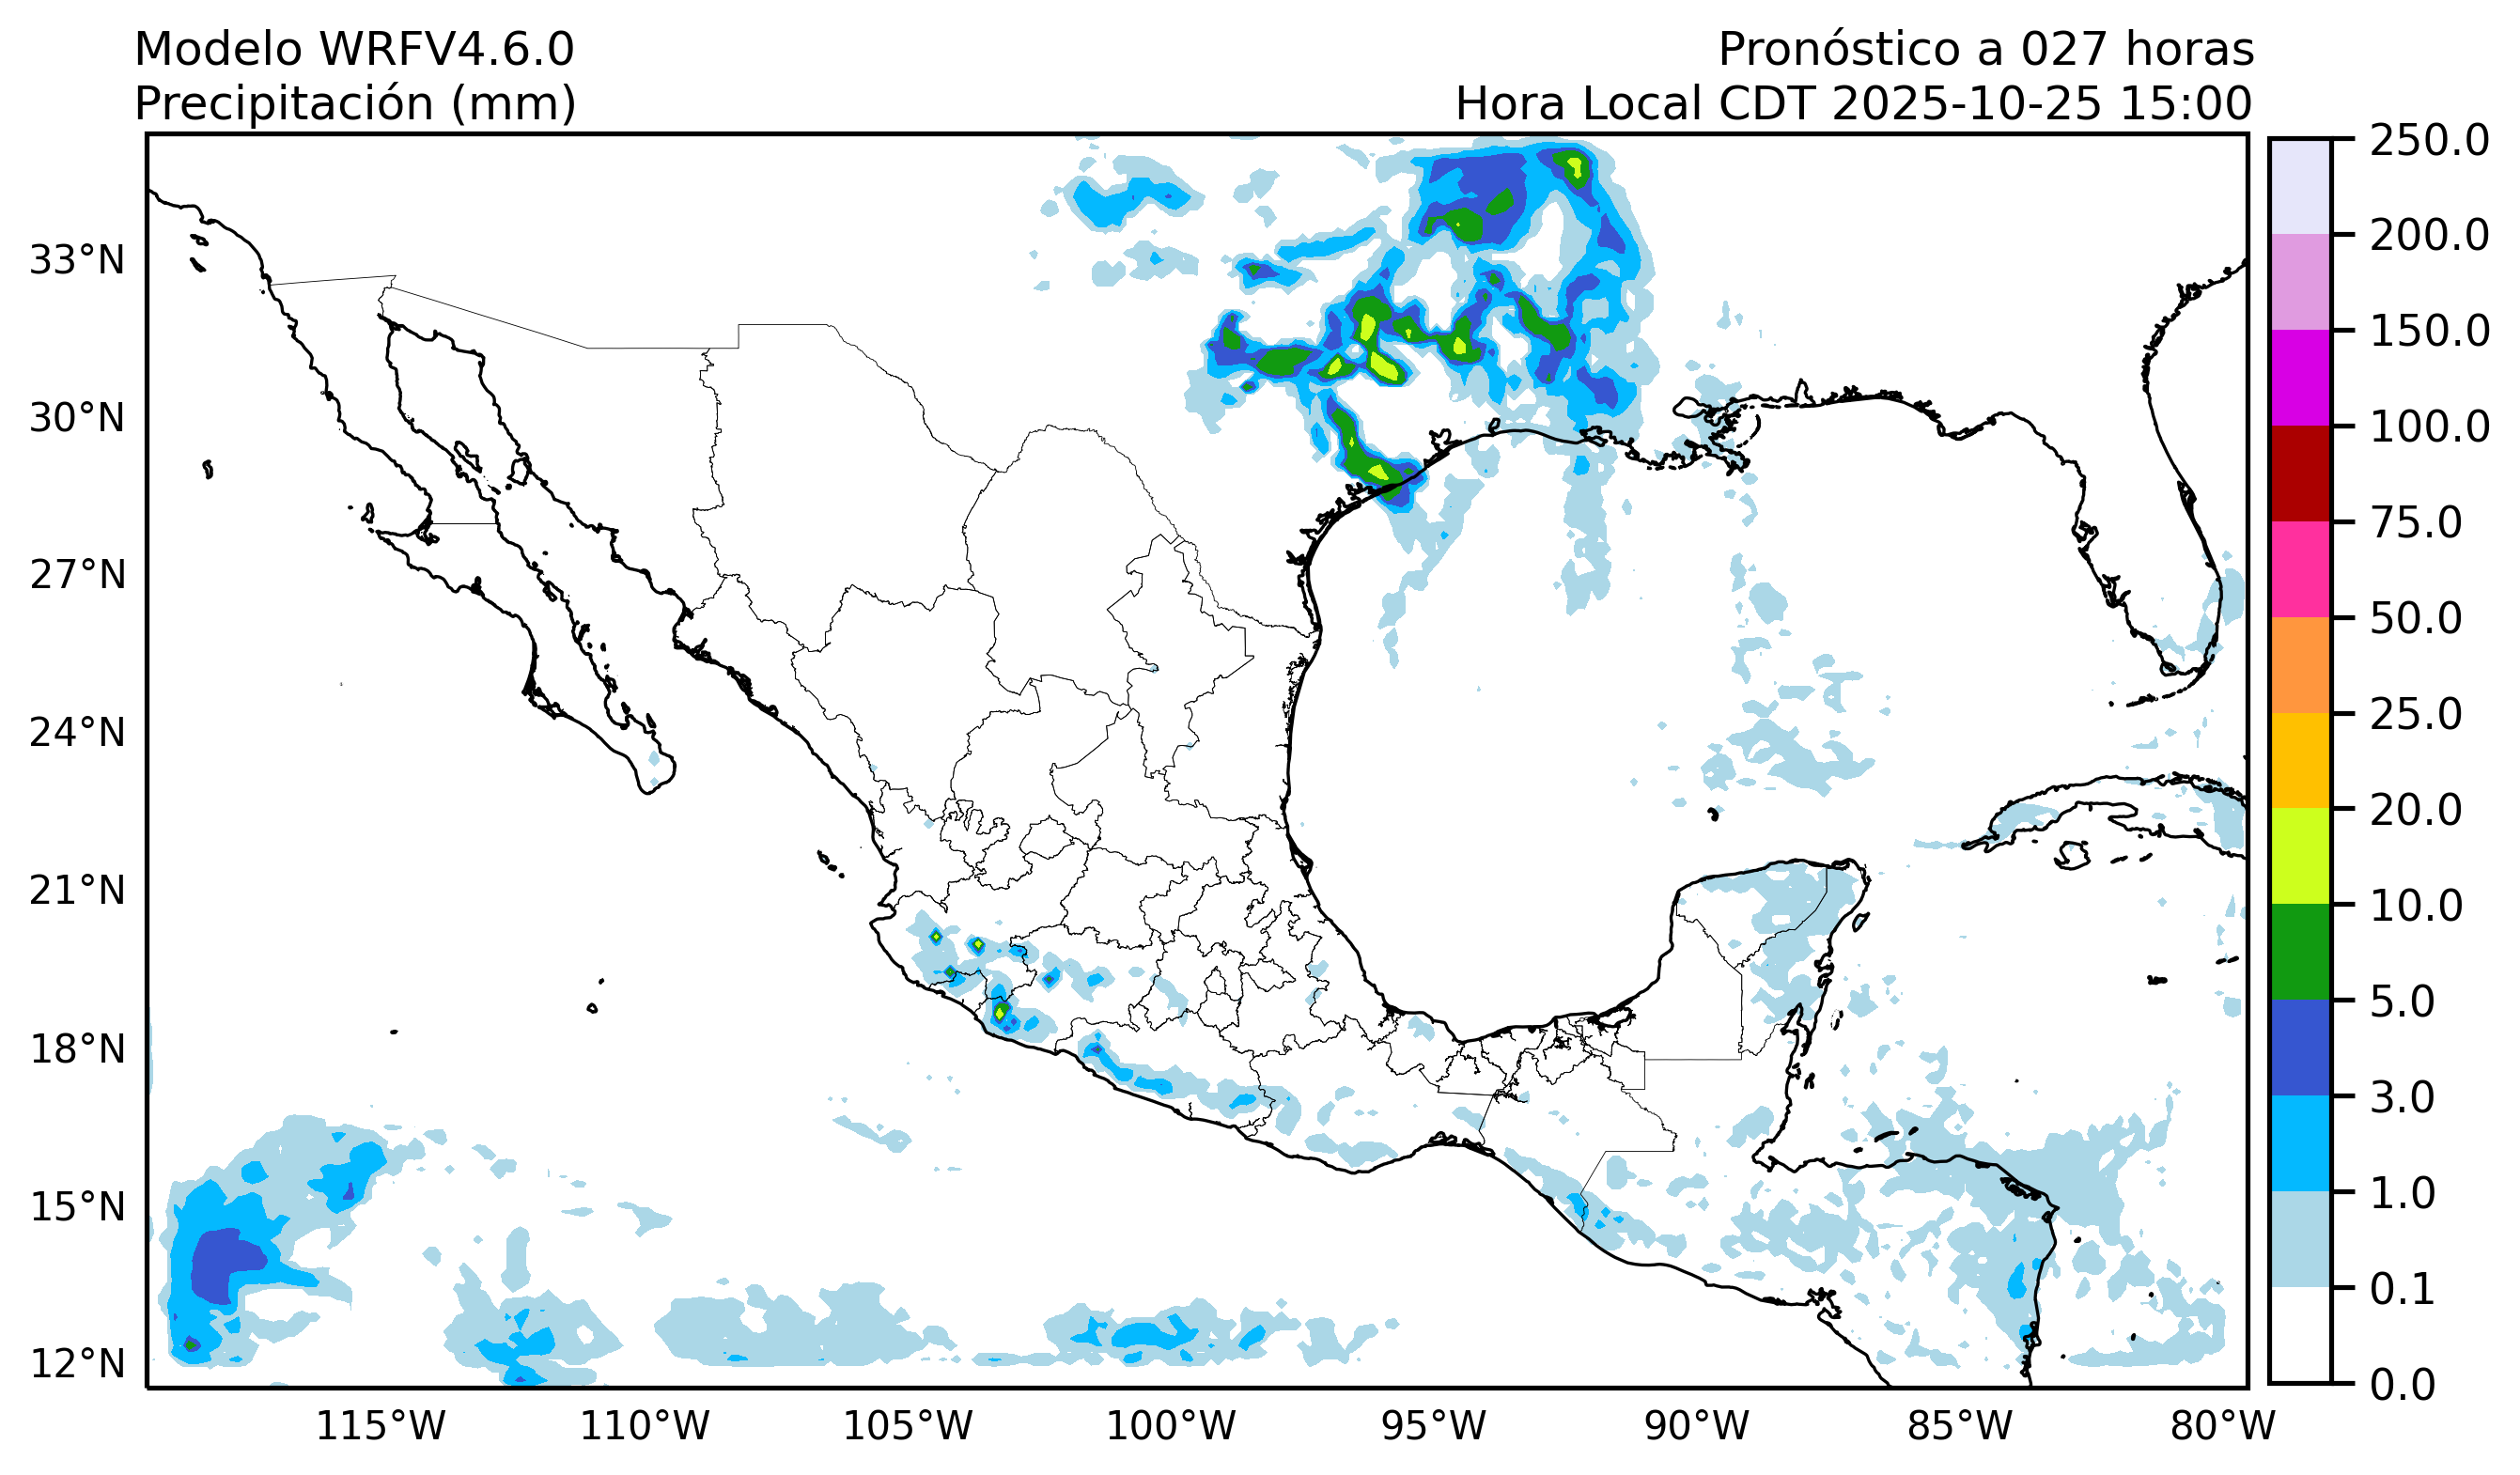 Modelo WRFV4.6.0
Precipitación (mm)
Pronóstico a 027 horas
Hora Local CDT 2025-10-25 15:00
33°N
30°N
27°N
24°N
21°N
18°N
15°N
12°N
115°W
110°W
105°W
100°W
95°W
90°W
85°W
80°W
250.0
200.0
150.0
100.0
75.0
50.0
25.0
20.0
10.0
5.0
3.0
1.0
0.1
0.0